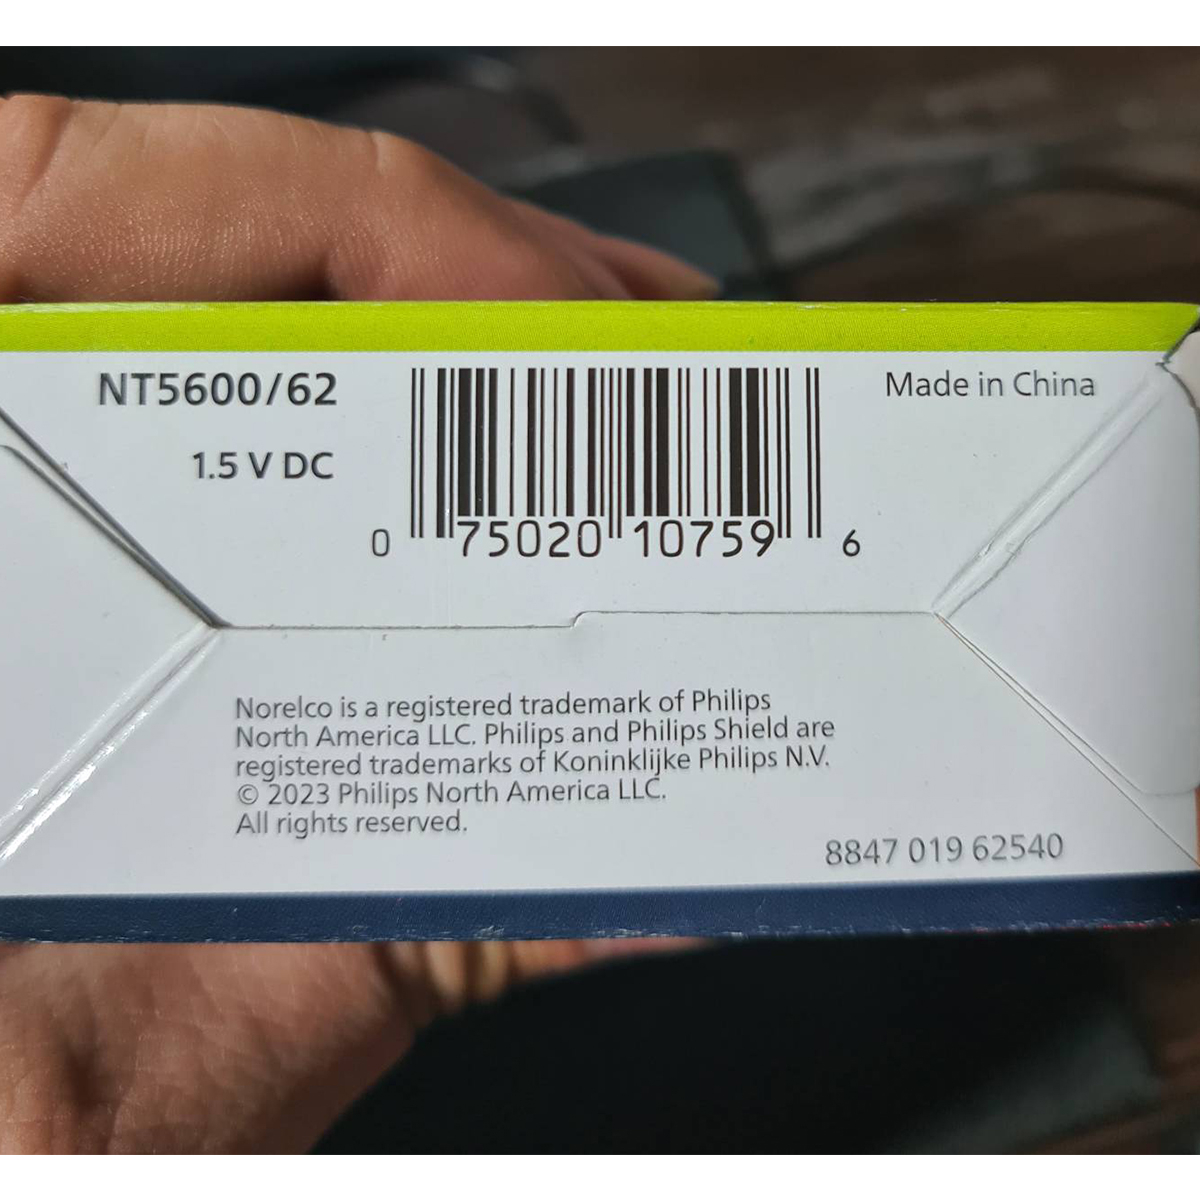 NT5600/62
1.5 V DC
0 75020 10759 6
Made in China
Norelco is a registered trademark of Philips
North America LLC. Philips and Philips Shield are
registered trademarks of Koninklijke Philips N.V.
© 2023 Philips North America LLC.
All rights reserved.
8847 019 62540